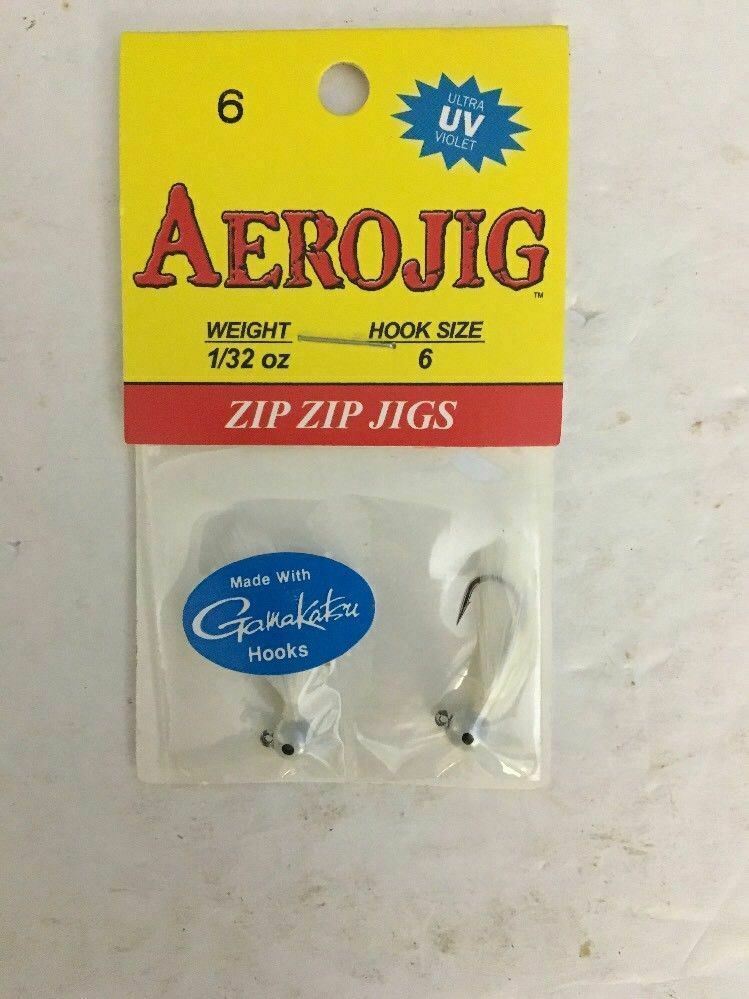 6
ULTRA
UV
VIOLET
AEROJIG
™
WEIGHT HOOK SIZE
1/32 oz 6
ZIP ZIP JIGS
Made With
Gamakatsu
Hooks